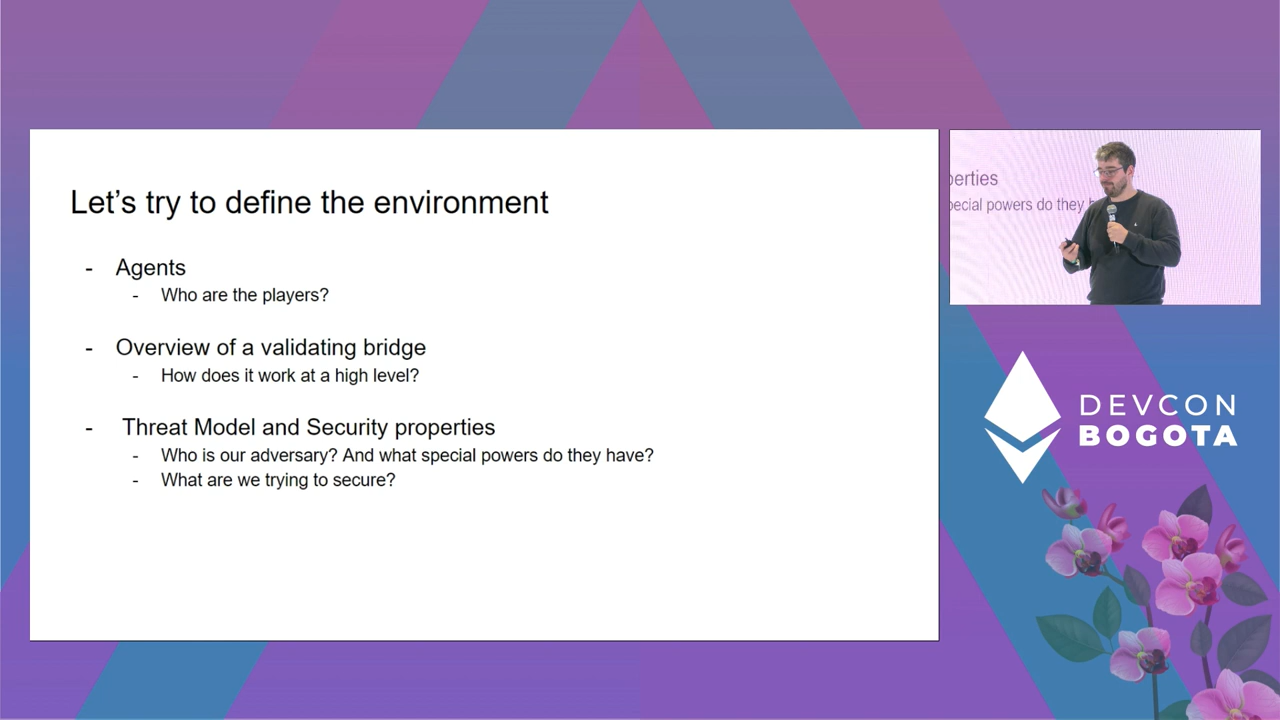 Let's try to define the environment
- Agents
- Who are the players?
- Overview of a validating bridge
- How does it work at a high level?
- Threat Model and Security properties
- Who is our adversary? And what special powers do they have?
- What are we trying to secure?
perties
pecial powers do they h
DEVCON
BOGOTA